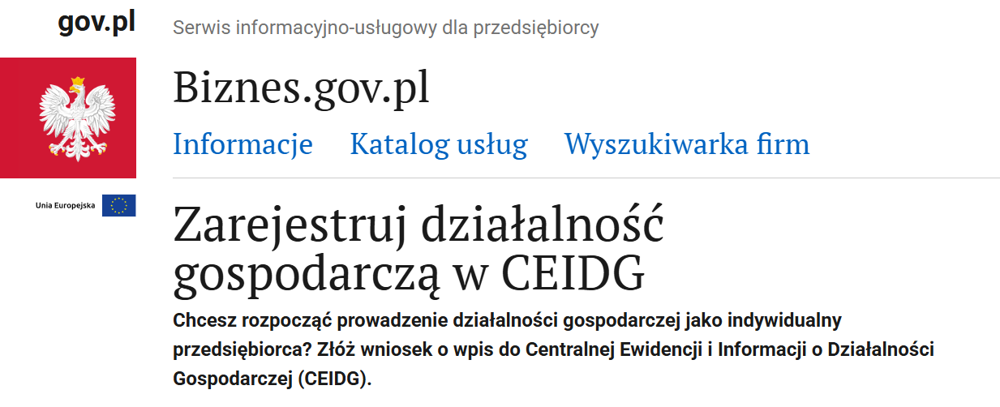 gov.pl
Serwis informacyjno-usługowy dla przedsiębiorcy
Biznes.gov.pl
Informacje Katalog usług Wyszukiwarka firm
Unia Europejska
Zarejestruj działalność
gospodarczą w CEIDG
Chcesz rozpocząć prowadzenie działalności gospodarczej jako indywidualny
przedsiębiorca? Złóż wniosek o wpis do Centralnej Ewidencji i Informacji o Działalności
Gospodarczej (CEIDG).